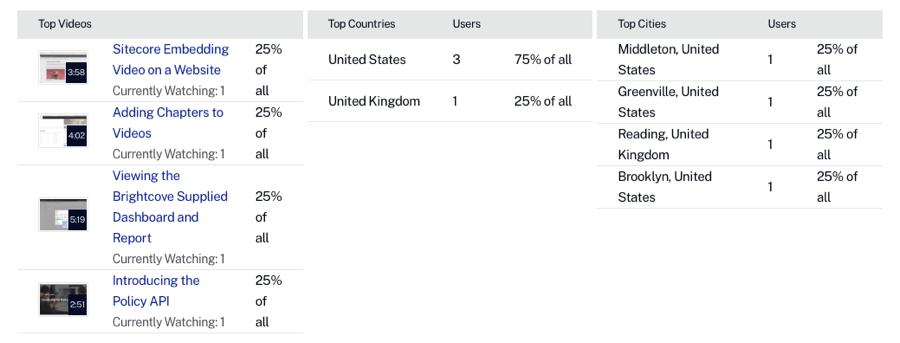 Top Videos
3:58
Sitecore Embedding
Video on a Website
Currently Watching: 1
25%
of
all
4:02
Adding Chapters to
Videos
Currently Watching: 1
25%
of
all
5:19
Viewing the
Brightcove Supplied
Dashboard and
Report
Currently Watching: 1
25%
of
all
2:51
Introducing the
Policy API
Currently Watching: 1
25%
of
all
Top Countries Users
United States 3 75% of all
United Kingdom 1 25% of all
Top Cities Users
Middleton, United
States
1
25% of
all
Greenville, United
States
1
25% of
all
Reading, United
Kingdom
1
25% of
all
Brooklyn, United
States
1
25% of
all